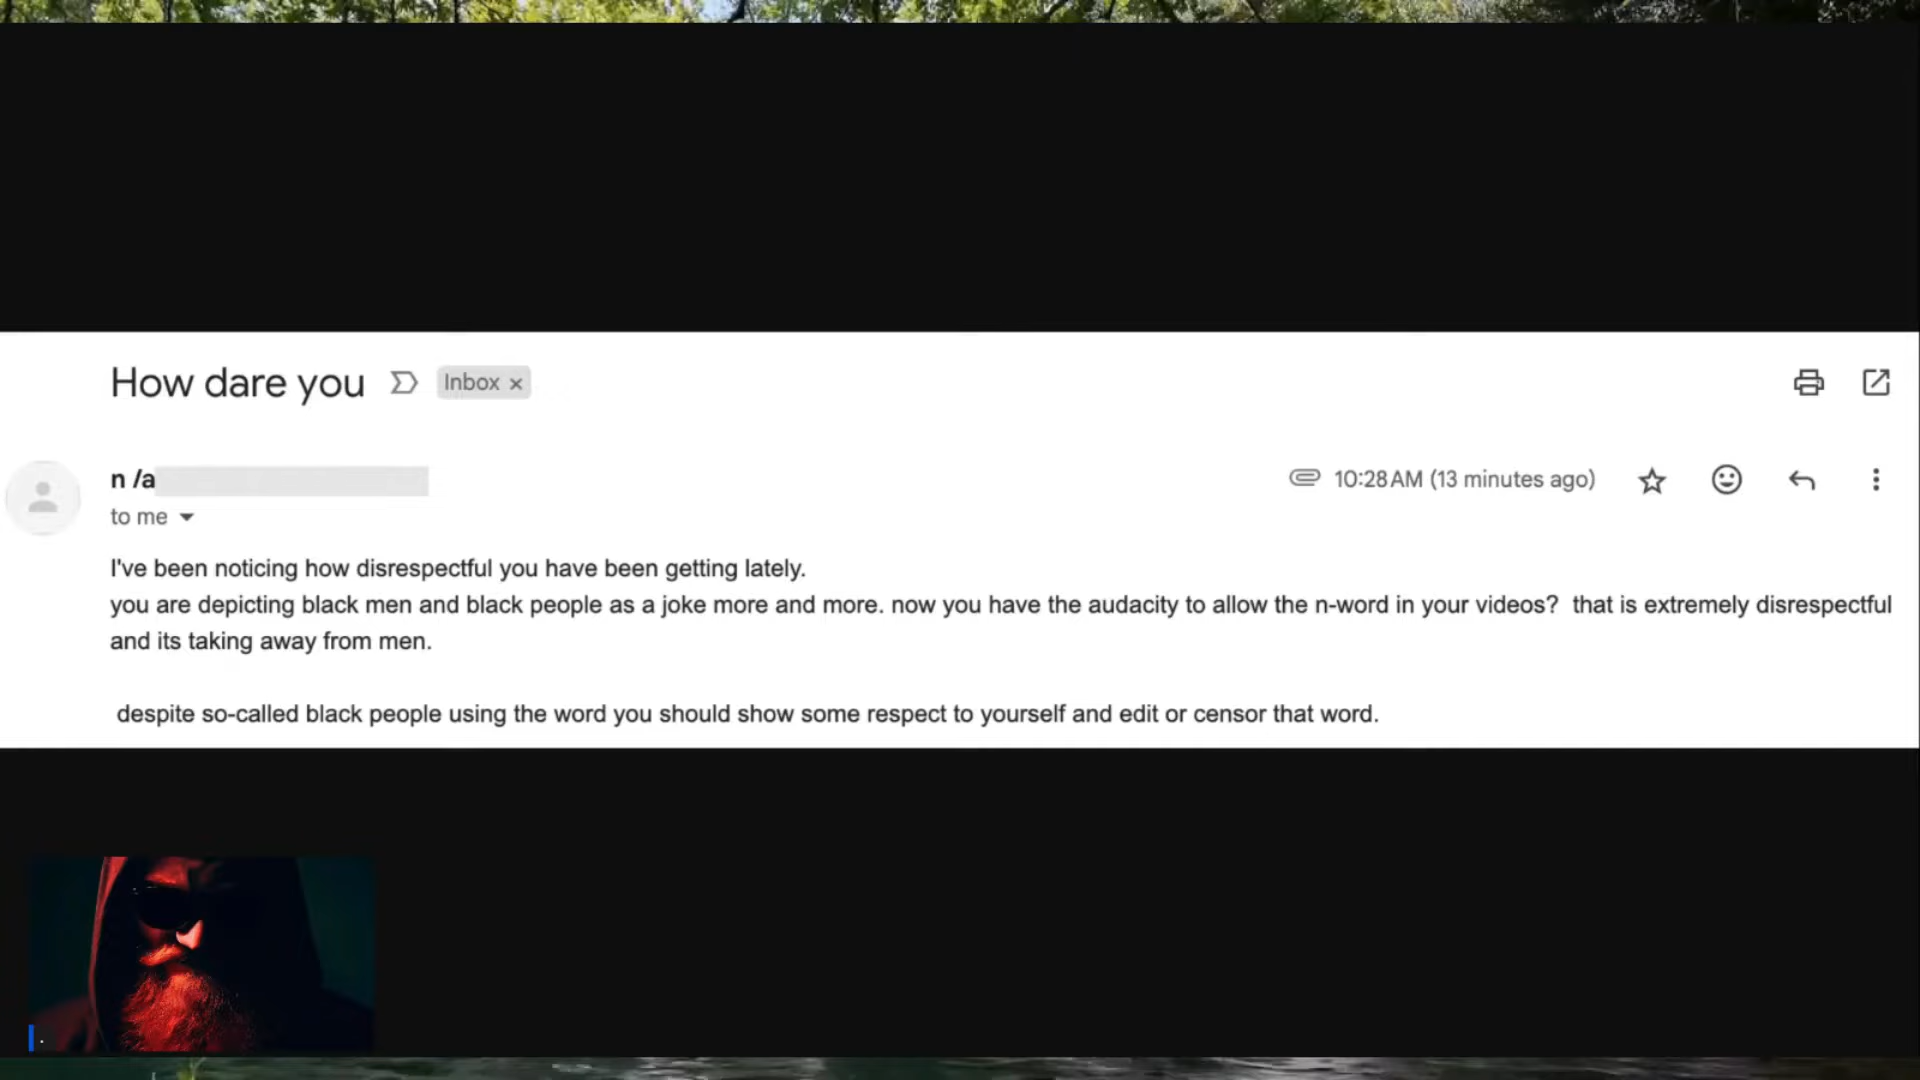 How dare you Inbox ×
n /a 10:28 AM (13 minutes ago)
to me
I've been noticing how disrespectful you have been getting lately.
you are depicting black men and black people as a joke more and more. now you have the audacity to allow the n-word in your videos?  that is extremely disrespectful
and its taking away from men.
despite so-called black people using the word you should show some respect to yourself and edit or censor that word.
.